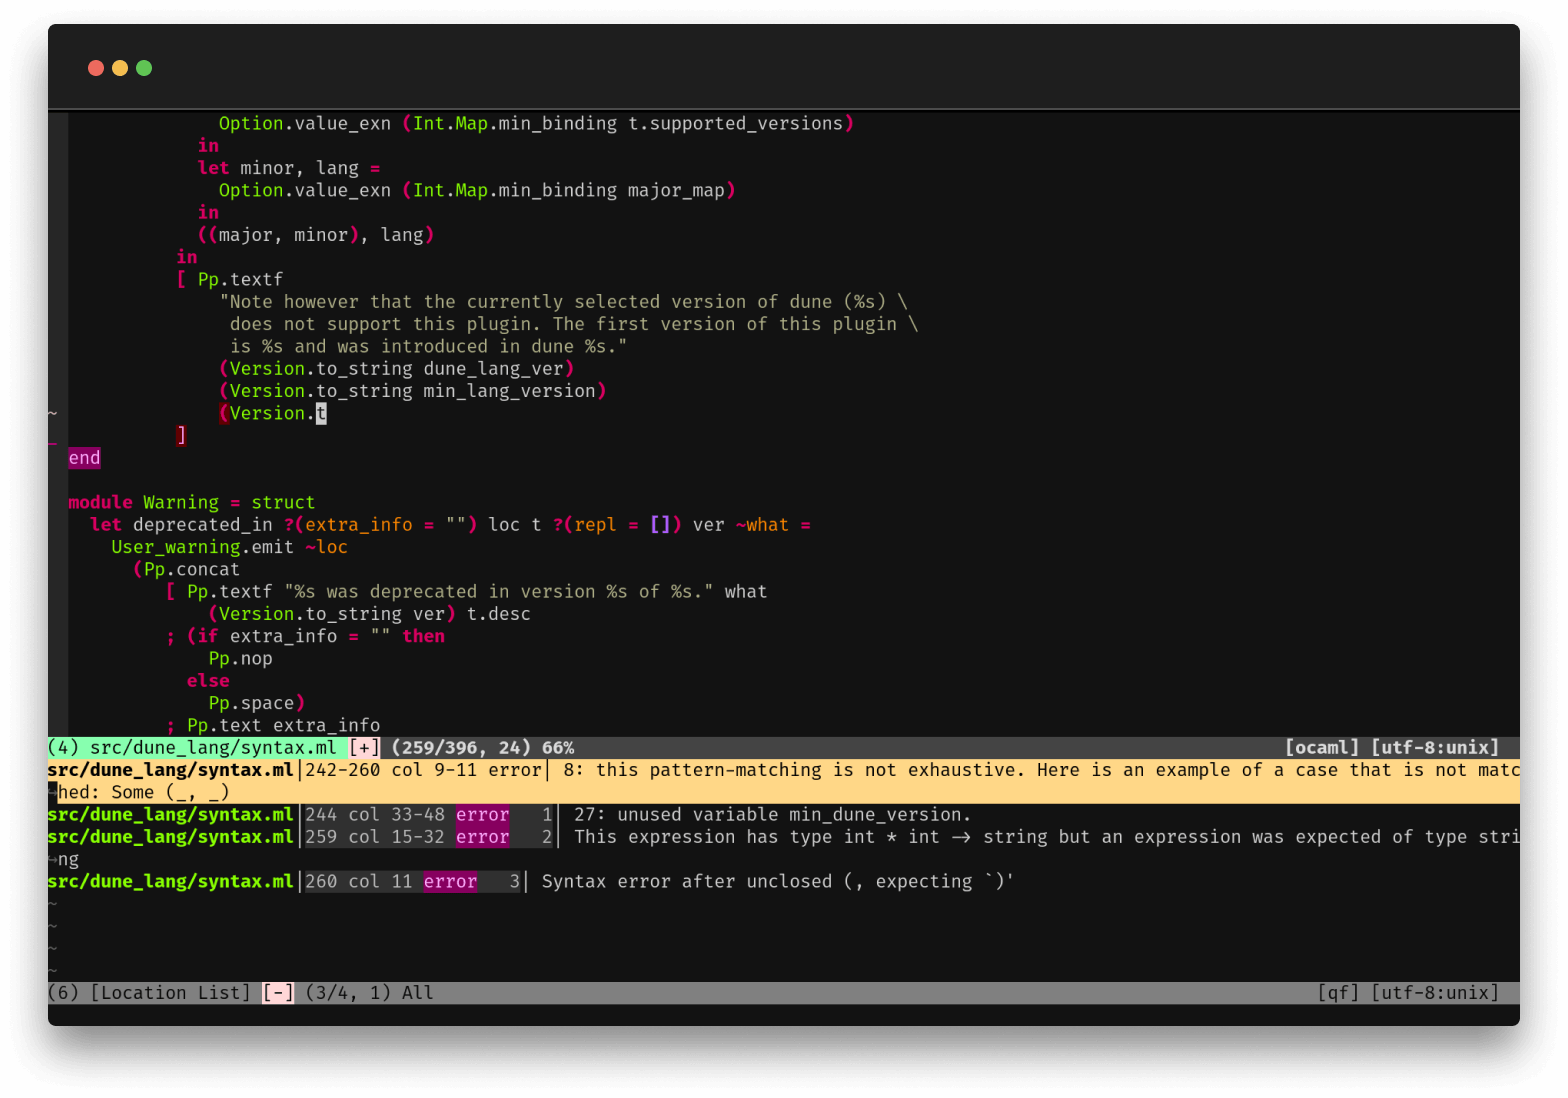 Option.value_exn (Int.Map.min_binding t.supported_versions)
in
let minor, lang =
Option.value_exn (Int.Map.min_binding major_map)
in
((major, minor), lang)
in
[ Pp.textf
"Note however that the currently selected version of dune (%s) \
does not support this plugin. The first version of this plugin \
is %s and was introduced in dune %s."
(Version.to_string dune_lang_ver)
(Version.to_string min_lang_version)
~ (Version.t
_ ]
end
module Warning = struct
let deprecated_in ?(extra_info = "") loc t ?(repl = []) ver ~what =
User_warning.emit ~loc
(Pp.concat
[ Pp.textf "%s was deprecated in version %s of %s." what
(Version.to_string ver) t.desc
; (if extra_info = "" then
Pp.nop
else
Pp.space)
; Pp.text extra_info
(4) src/dune_lang/syntax.ml [+] (259/396, 24) 66% [ocaml] [utf-8:unix]
src/dune_lang/syntax.ml|242-260 col 9-11 error| 8: this pattern-matching is not exhaustive. Here is an example of a case that is not matc
↪hed: Some (_, _)
src/dune_lang/syntax.ml|244 col 33-48 error 1| 27: unused variable min_dune_version.
src/dune_lang/syntax.ml|259 col 15-32 error 2| This expression has type int * int -> string but an expression was expected of type stri
↪ng
src/dune_lang/syntax.ml|260 col 11 error 3| Syntax error after unclosed (, expecting `)'
~
~
~
~
(6) [Location List] [-] (3/4, 1) All [qf] [utf-8:unix]